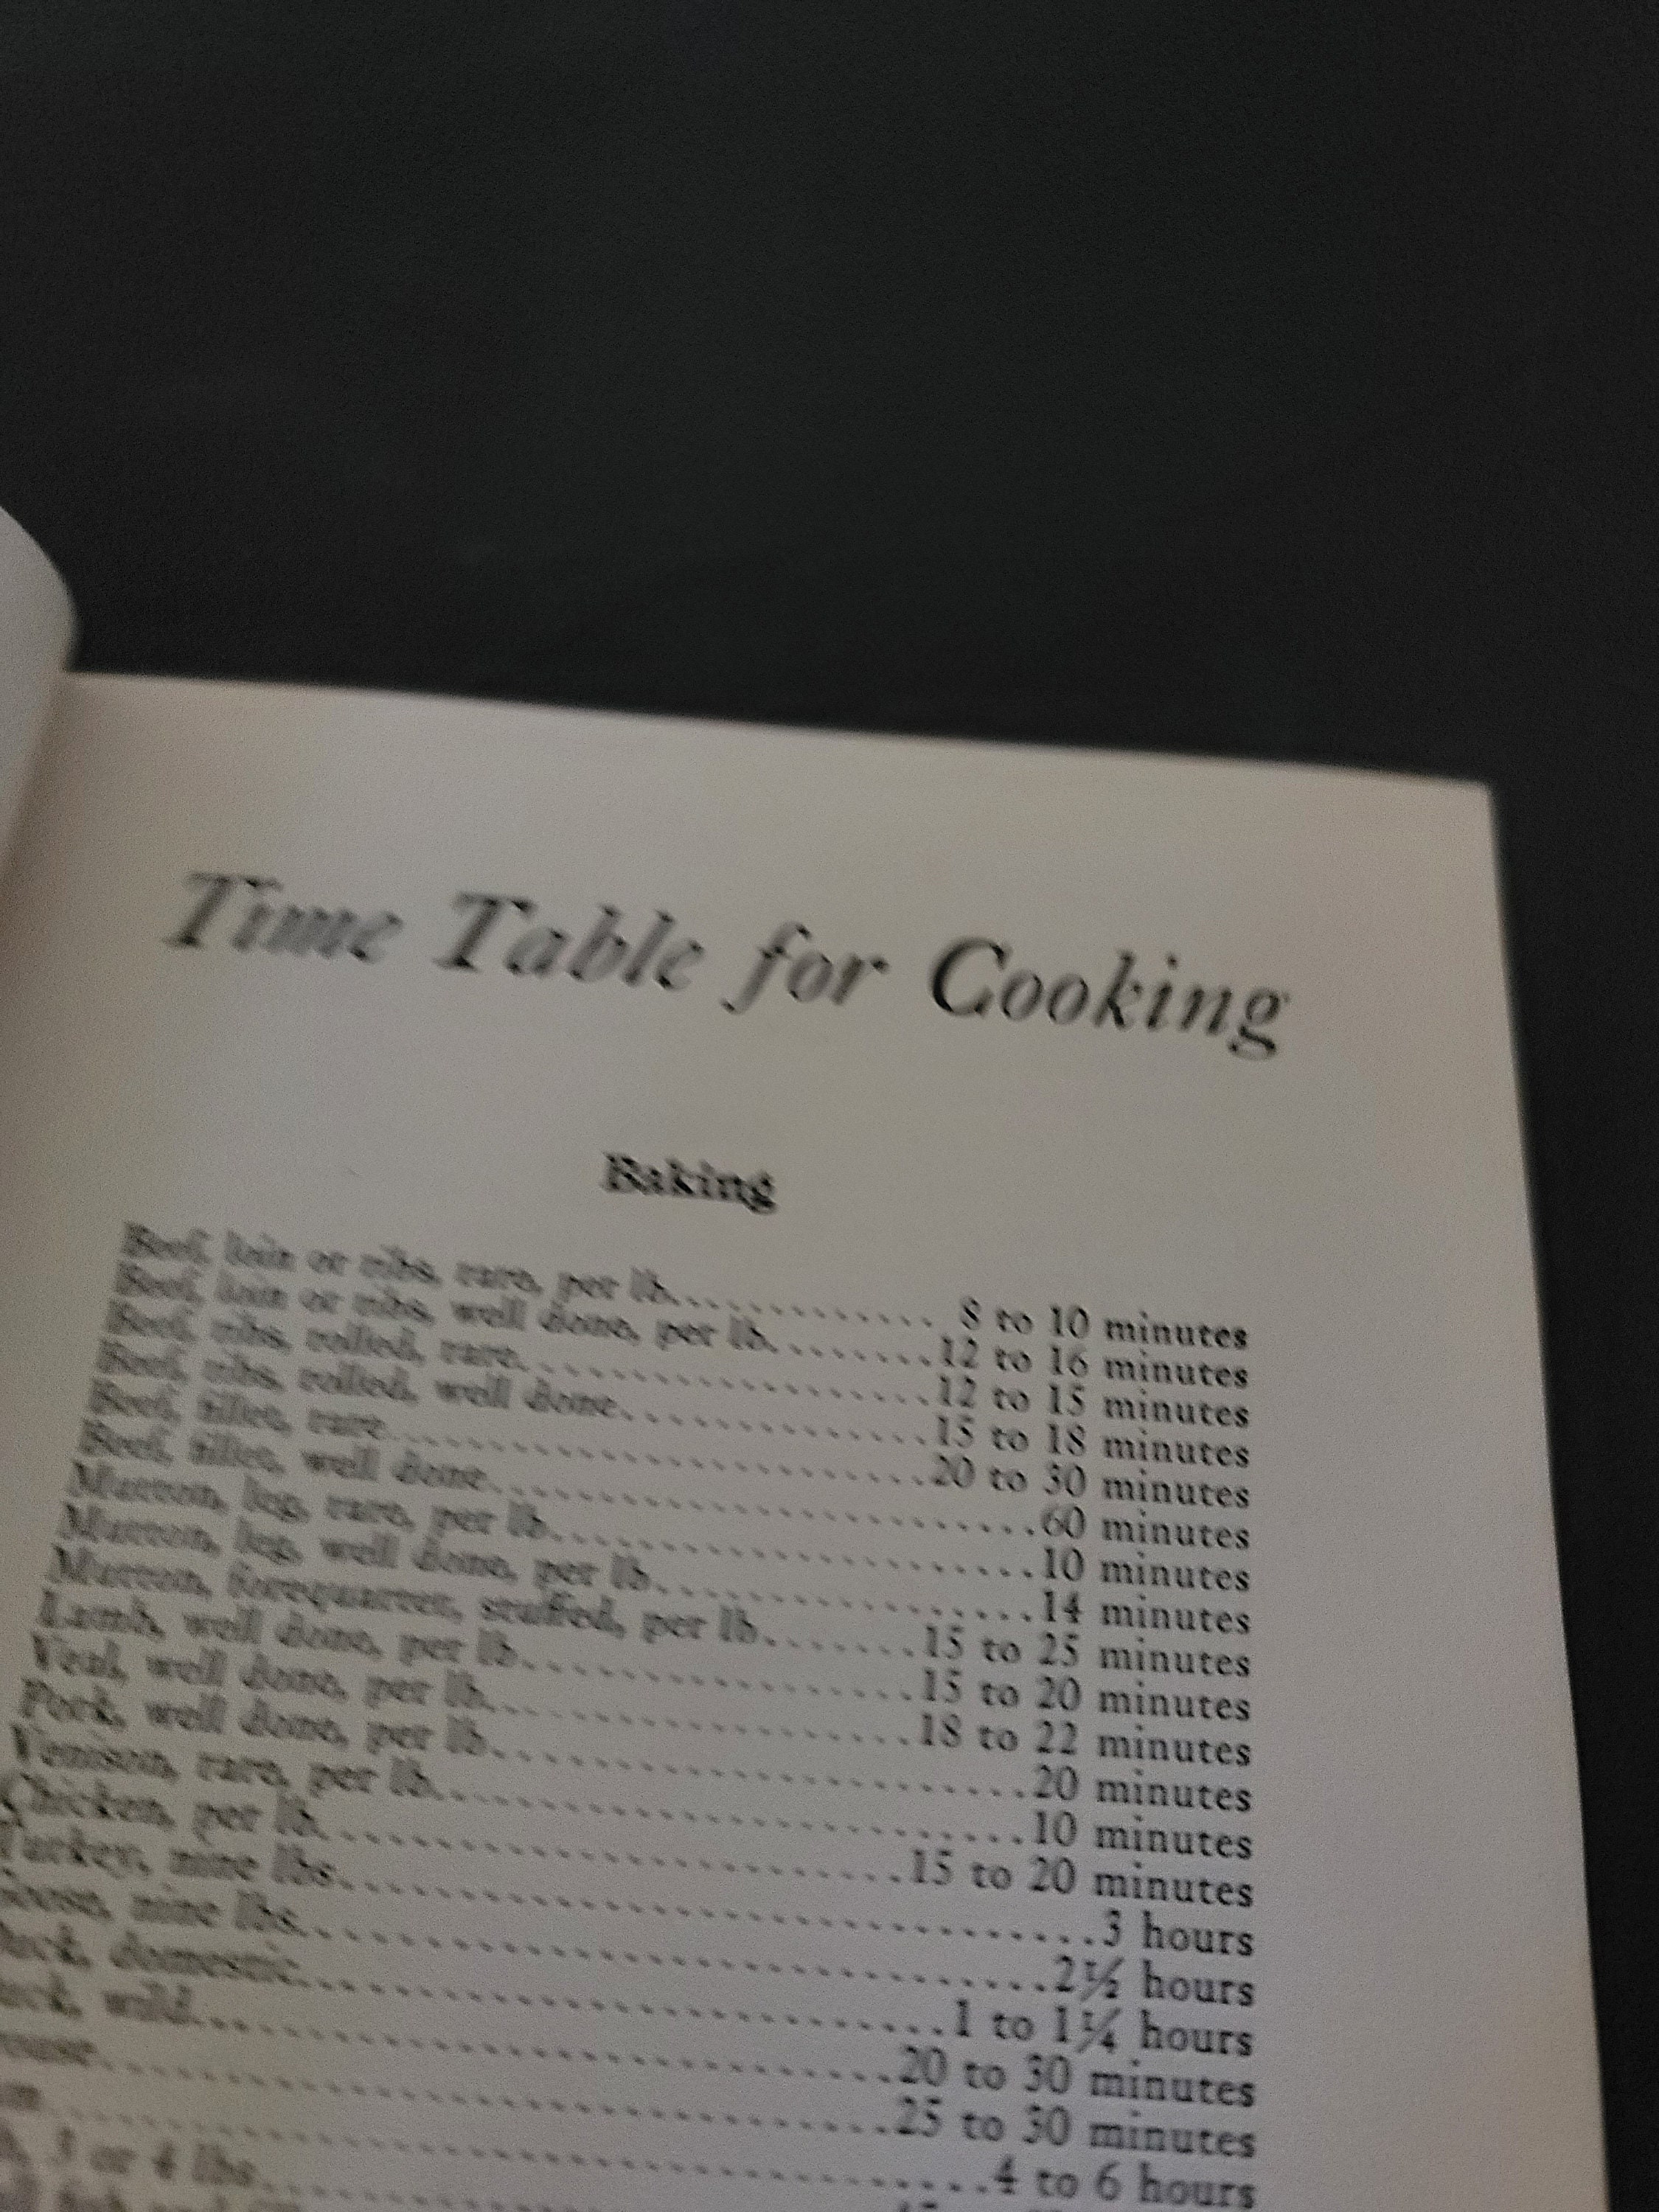 Time Table for Cooking
Baking
Beef, loin or ribs, rare, per lb............. 8 to 10 minutes
Beef, loin or ribs, well done, per lb........12 to 16 minutes
Beef, ribs, rolled, rare....................12 to 15 minutes
Beef, ribs, rolled, well done...............15 to 18 minutes
Beef, fillet, rare..........................20 to 30 minutes
Beef, fillet, well done.....................60 minutes
Mutton, leg, rare, per lb...................10 minutes
Mutton, leg, well done, per lb..............14 minutes
Mutton, forequarter, stuffed, per lb.......15 to 25 minutes
Lamb, well done, per lb....................15 to 20 minutes
Veal, well done, per lb....................18 to 22 minutes
Pork, well done, per lb....................20 minutes
Venison, rare, per lb......................10 minutes
Chicken, per lb............................15 to 20 minutes
Turkey, nine lbs...........................3 hours
Goose, nine lbs............................2½ hours
Duck, domestic.............................1 to 1¼ hours
Duck, wild.................................20 to 30 minutes
rouse......................................25 to 30 minutes
4 to 6 hours
3 or 4 lbs.